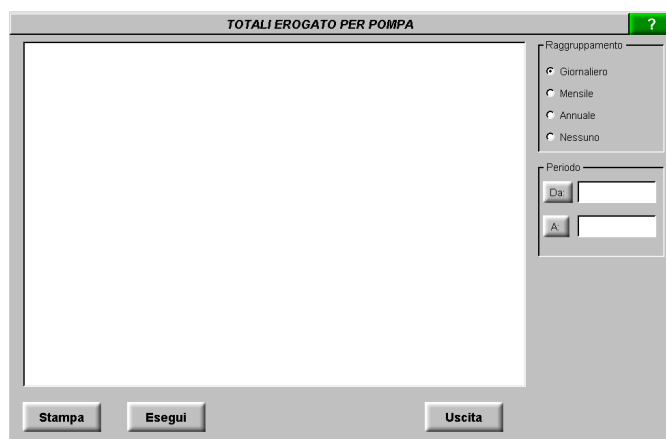 TOTALI EROGATO PER POMPA
?
Raggruppamento
Giornaliero
Mensile
Annuale
Nessuno
Periodo
Da:
A:
Stampa Esegui Uscita